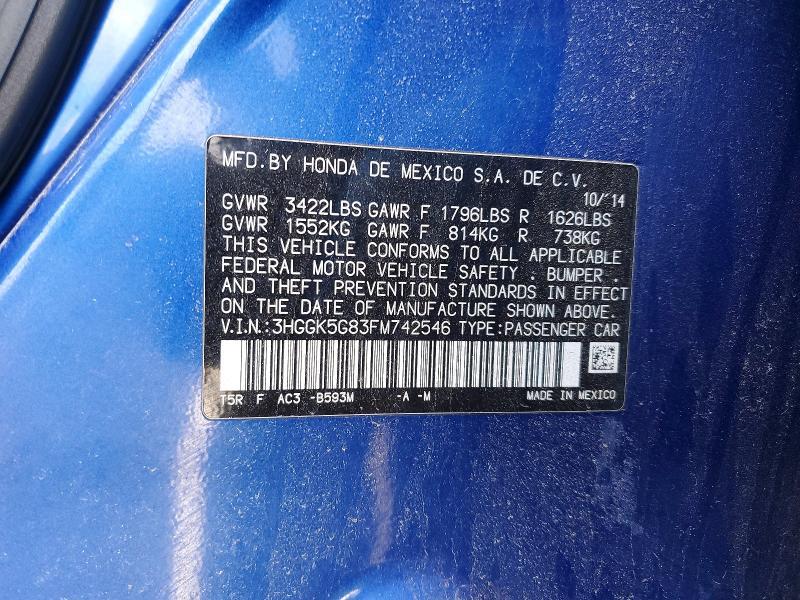 MFD. BY HONDA DE MEXICO S.A. DE C.V.
10/'14
GVWR 3422LBS GAWR F 1796LBS R 1626LBS
GVWR 1552KG GAWR F 814KG R 738KG
THIS VEHICLE CONFORMS TO ALL APPLICABLE
FEDERAL MOTOR VEHICLE SAFETY . BUMPER .
AND THEFT PREVENTION STANDARDS IN EFFECT
ON THE DATE OF MANUFACTURE SHOWN ABOVE.
V.I.N.:3HGGK5G83FM742546 TYPE:PASSENGER CAR
T5R F AC3 -B593M -A -M MADE IN MEXICO